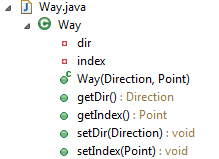 Way.java
Way
dir
index
Way(Direction, Point)
getDir() : Direction
getIndex() : Point
setDir(Direction) : void
setIndex(Point) : void